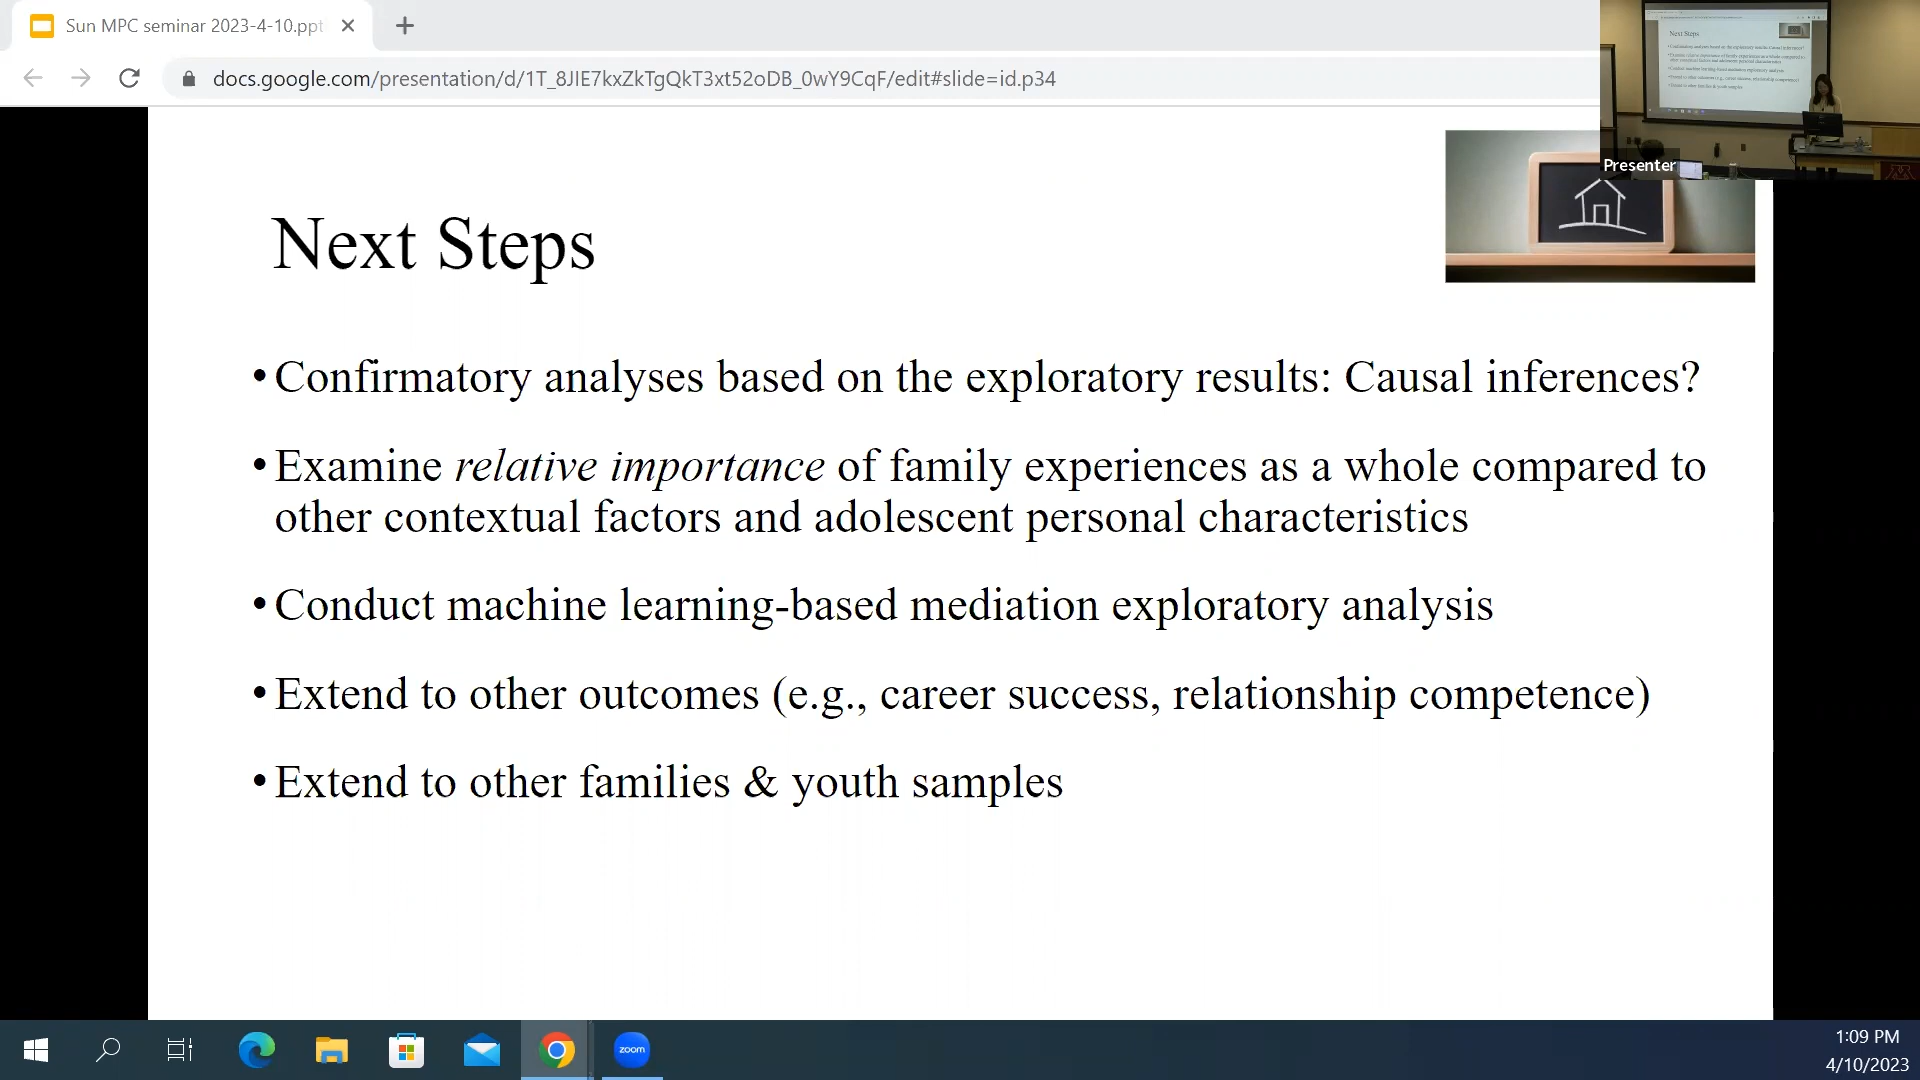 Sun MPC seminar 2023-4-10.ppt
docs.google.com/presentation/d/1T_8JlE7kxZkTgQkT3xt52oDB_0wY9CqF/edit#slide=id.p34
Presenter
Next Steps
•Confirmatory analyses based on the exploratory results: Causal inferences?
•Examine relative importance of family experiences as a whole compared to
other contextual factors and adolescent personal characteristics
•Conduct machine learning-based mediation exploratory analysis
•Extend to other outcomes (e.g., career success, relationship competence)
•Extend to other families & youth samples
zoom
1:09 PM
4/10/2023